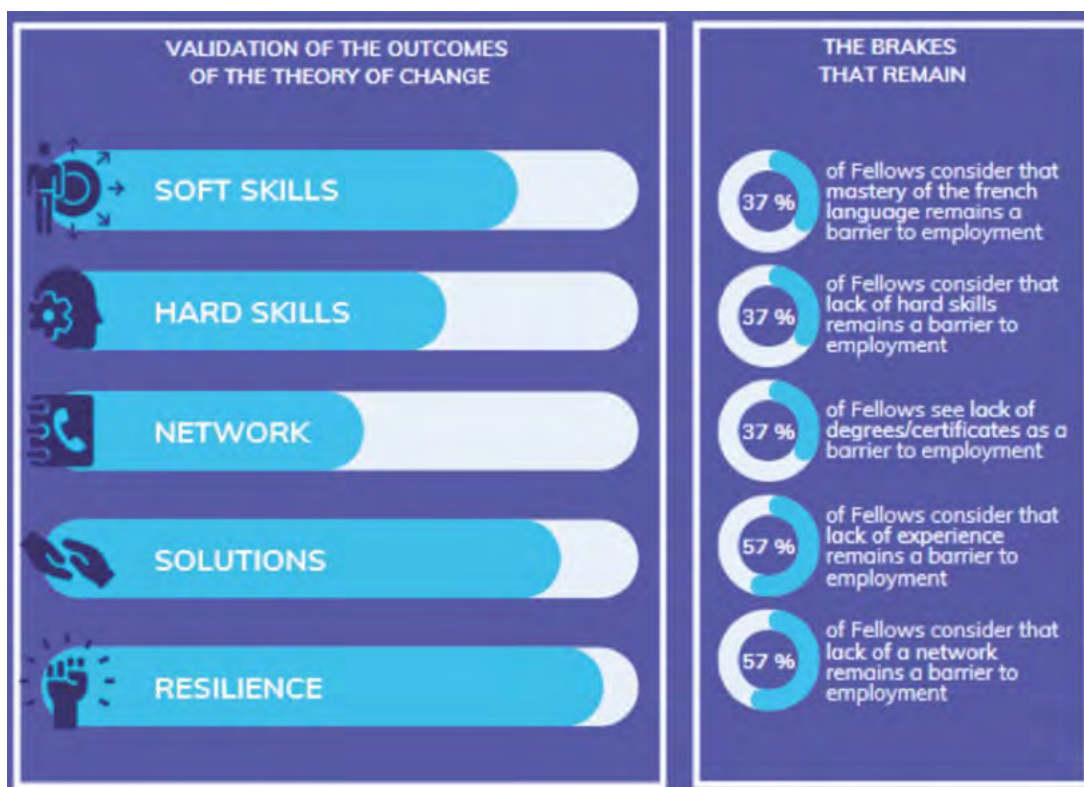 VALIDATION OF THE OUTCOMES
OF THE THEORY OF CHANGE
SOFT SKILLS
HARD SKILLS
NETWORK
SOLUTIONS
RESILIENCE
THE BRAKES
THAT REMAIN
37 %
of Fellows consider that
mastery of the french
language remains a
barrier to employment
37 %
of Fellows consider that
lack of hard skills
remains a barrier to
employment
37 %
of Fellows see lack of
degrees/certificates as a
barrier to employment
57 %
of Fellows consider that
lack of experience
remains a barrier to
employment
57 %
of Fellows consider that
lack of a network
remains a barrier to
employment